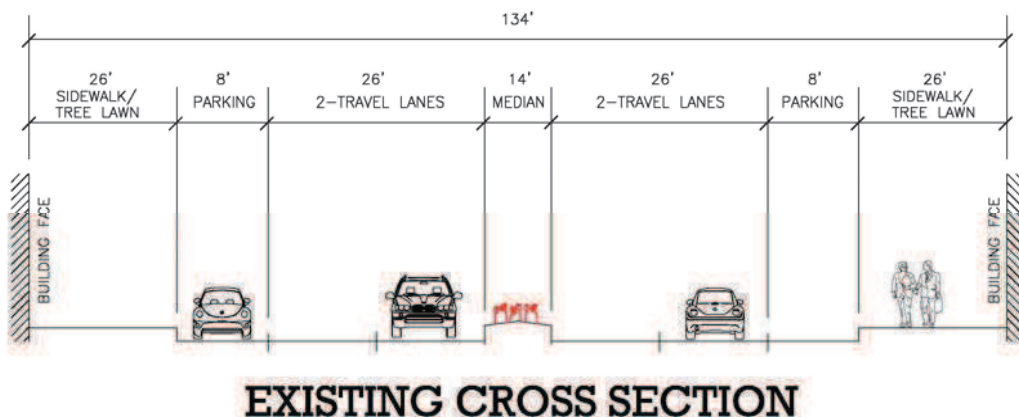 134'
26'
SIDEWALK/
TREE LAWN
8'
PARKING
26'
2-TRAVEL LANES
14'
MEDIAN
26'
2-TRAVEL LANES
8'
PARKING
26'
SIDEWALK/
TREE LAWN
BUILDING FACE
BUILDING FACE
EXISTING CROSS SECTION